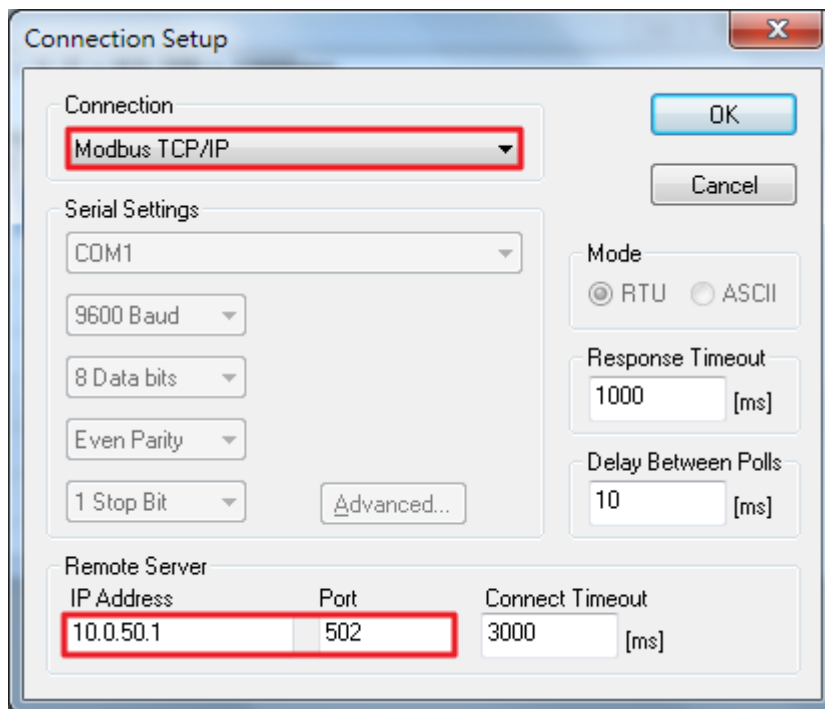 Connection Setup
Connection
Modbus TCP/IP
OK
Cancel
Serial Settings
COM1
9600 Baud
8 Data bits
Even Parity
1 Stop Bit
Advanced...
Mode
RTU ASCII
Response Timeout
1000 [ms]
Delay Between Polls
10 [ms]
Remote Server
IP Address Port Connect Timeout
10.0.50.1 502 3000 [ms]